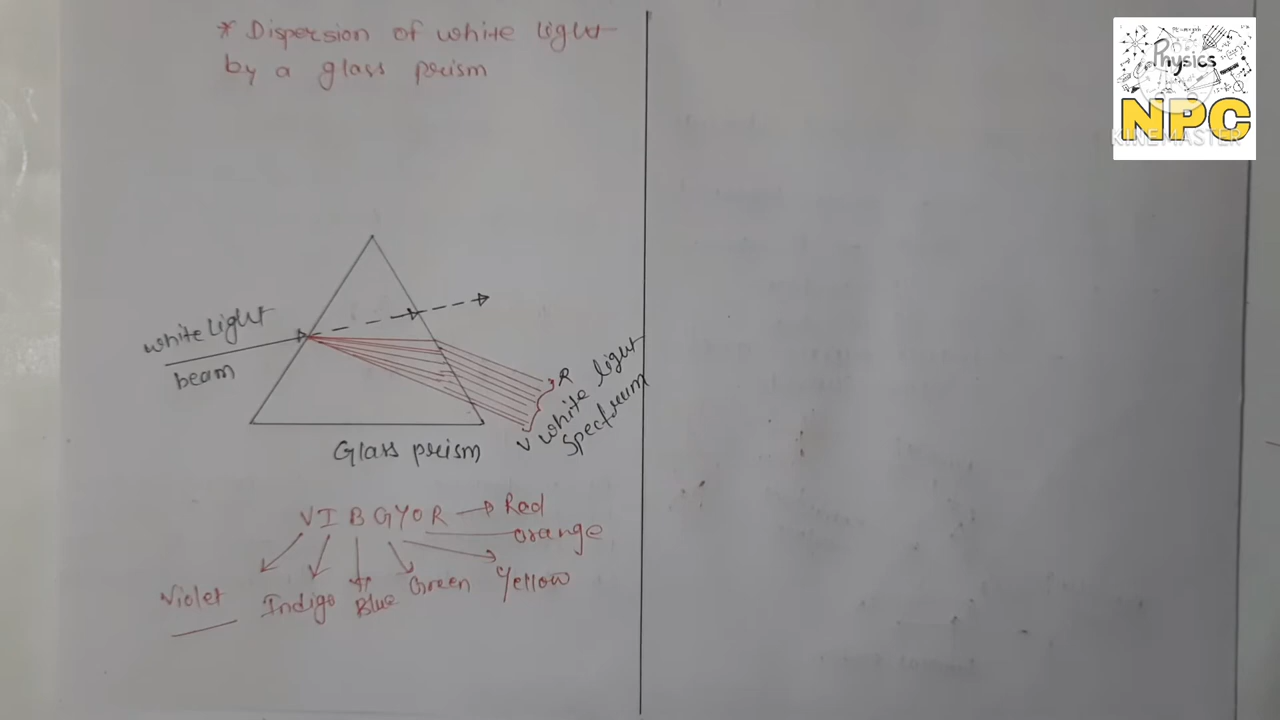 * Dispersion of white light
by a glass prism
Physics
NPC
KINEMASTER
white light
beam
R
V
white light
spectrum
Glass prism
V I B G Y O R → Red
orange
Yellow
Green
Blue
Indigo
Violet